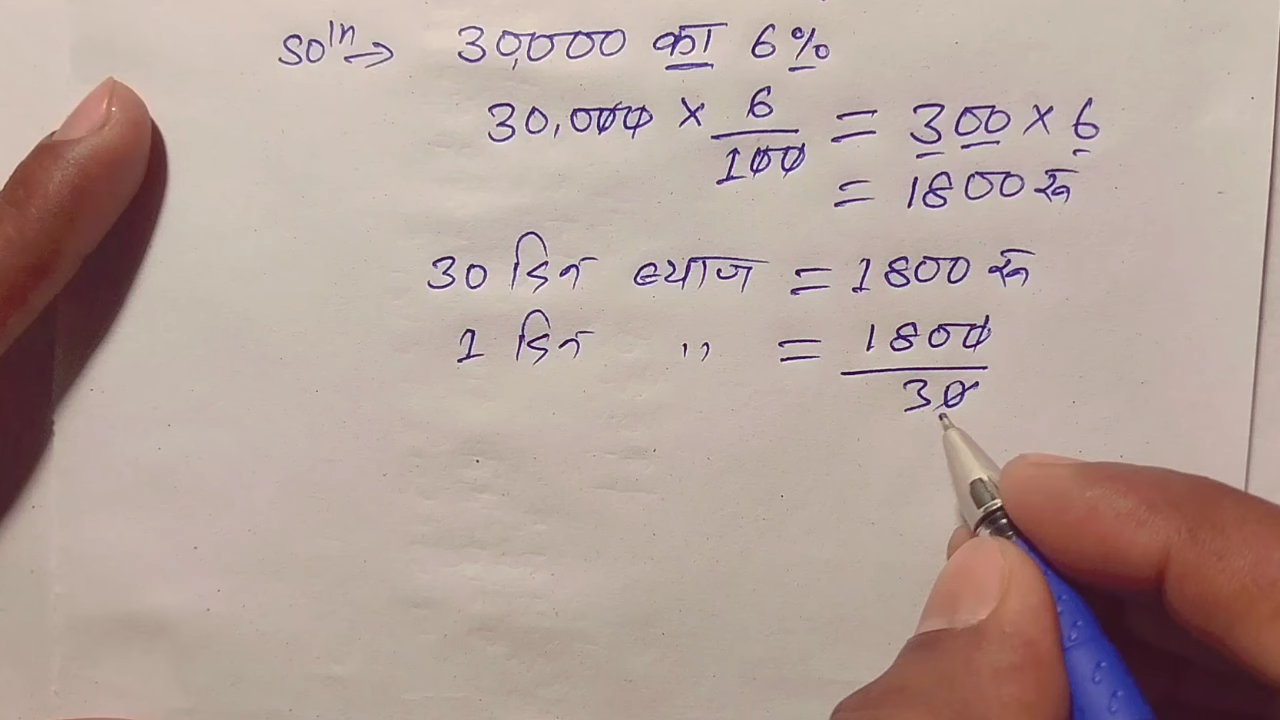 Solⁿ ⇒ 30,000 का 6%
30,000 × 6/100 = 300 × 6
= 1800 रु
30 दिन ब्याज = 1800 रु
1 दिन ,, = 1800/30